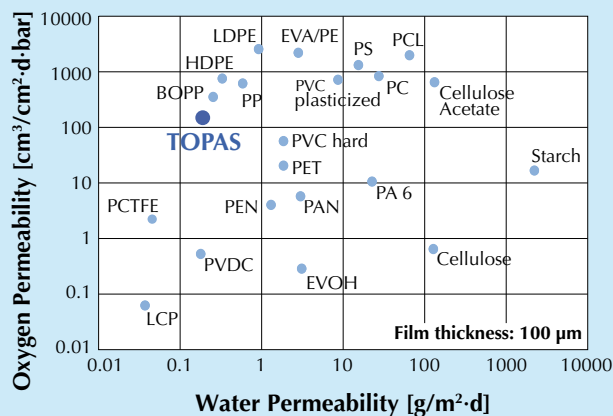 Oxygen Permeability [cm³/cm²·d·bar]
10000
1000
100
10
1
0.1
0.01
LDPE
EVA/PE
PS
PCL
HDPE
BOPP
PP
PVC
plasticized
PC
Cellulose
Acetate
TOPAS
PVC hard
PET
Starch
PCTFE
PEN
PAN
PA 6
PVDC
EVOH
Cellulose
LCP
Film thickness: 100 µm
0.01
0.1
1
10
100
1000
10000
Water Permeability [g/m²·d]